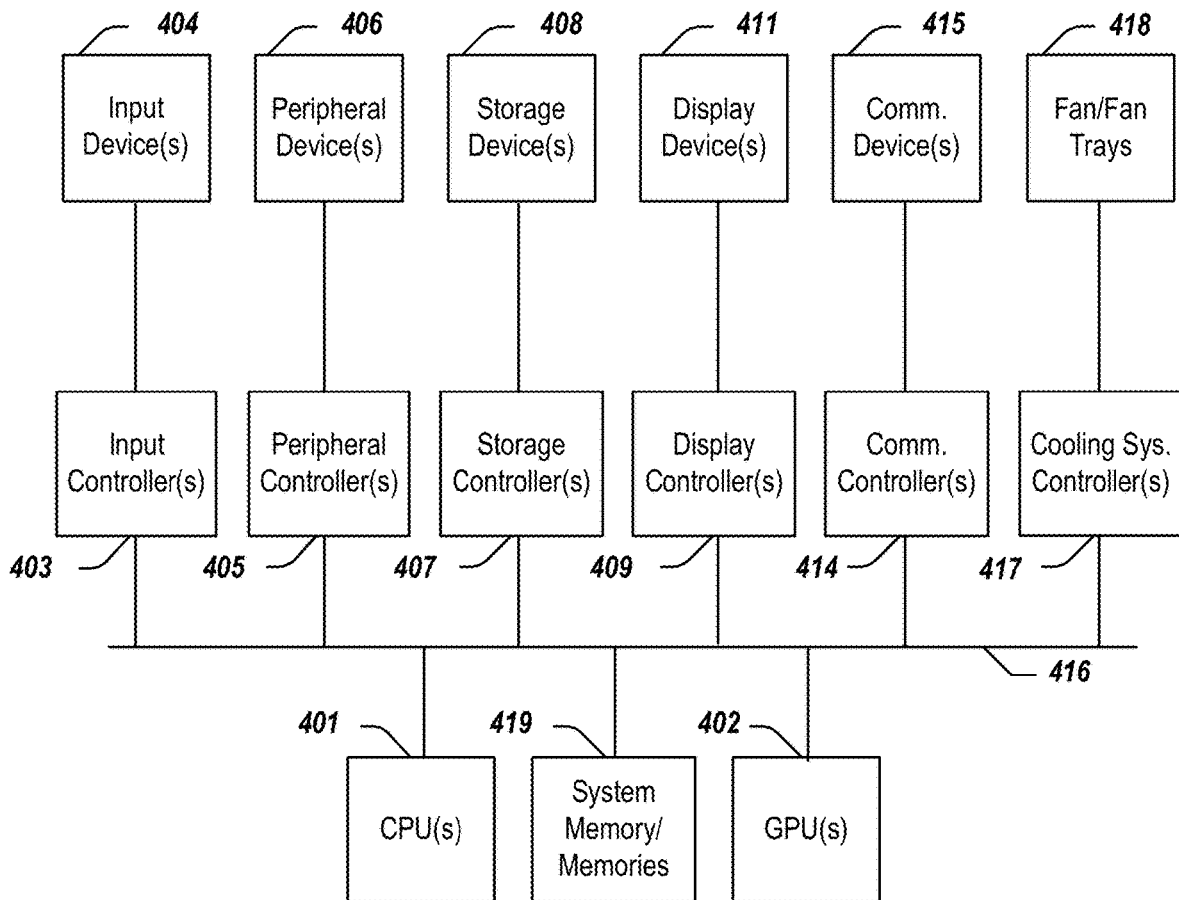 404 406 408 411 415 418
Input Peripheral Storage Display Comm. Fan/Fan
Device(s) Device(s) Device(s) Device(s) Device(s) Trays
Input Peripheral Storage Display Comm. Cooling Sys.
Controller(s) Controller(s) Controller(s) Controller(s) Controller(s) Controller(s)
403 405 407 409 414 417
416
401 419 402
System
CPU(s) Memory/ GPU(s)
Memories